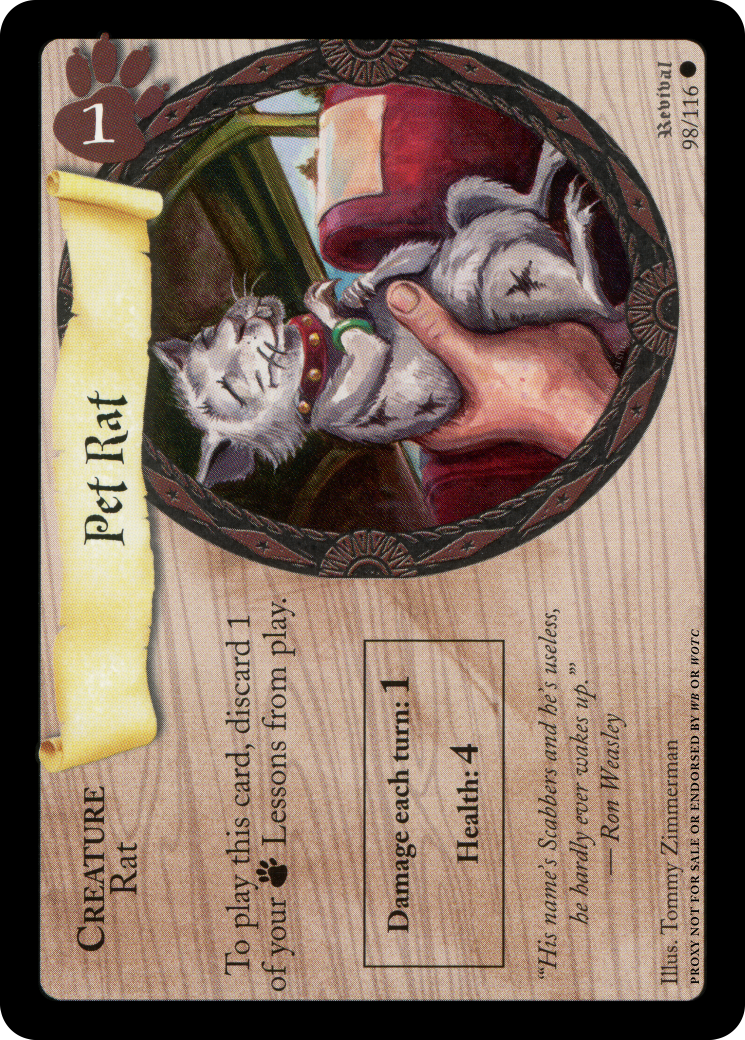 CREATURE
Rat
Pet Rat
1
To play this card, discard 1
of your Lessons from play.
Damage each turn: 1
Health: 4
“‘His name's Scabbers and he's useless,
he hardly ever wakes up.’”
— Ron Weasley
Illus. Tommy Zimmerman
PROXY NOT FOR SALE OR ENDORSED BY WB OR WOTC
Revival
98/116